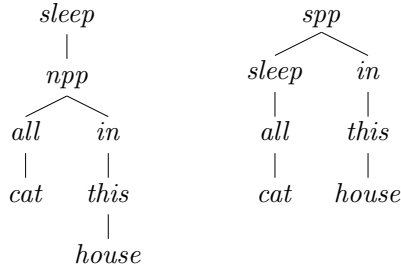 sleep spp
npp sleep in
all in all this
cat this cat house
house